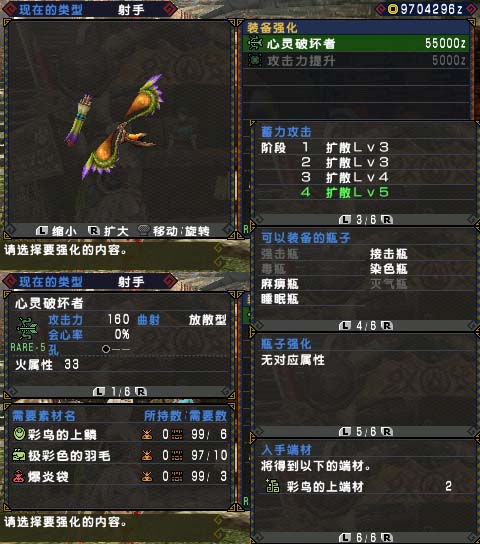 现在的类型 射手
缩小 扩大 移动/旋转
请选择要强化的内容。
9704296z
装备强化
心灵破坏者 55000z
攻击力提升 5000z
蓄力攻击
阶段 1 扩散Lv3
2 扩散Lv3
3 扩散Lv4
4 扩散Lv5
L 3/6 R
可以装备的瓶子
强击瓶 接击瓶
毒瓶 染色瓶
麻痹瓶 灭气瓶
睡眠瓶
L 4/6 R
瓶子强化
无对应属性
L 5/6 R
入手端材
将得到以下的端材。
彩鸟的上端材 2
L 6/6 R
现在的类型 射手
心灵破坏者
攻击力 160 曲射 放散型
会心率 0%
RARE-5 孔 ●--
火属性 33
L 1/6 R
需要素材名 所持数/需要数
彩鸟的上鳞 0 99/ 6
极彩色的羽毛 0 97/10
爆炎袋 0 99/ 3
请选择要强化的内容。